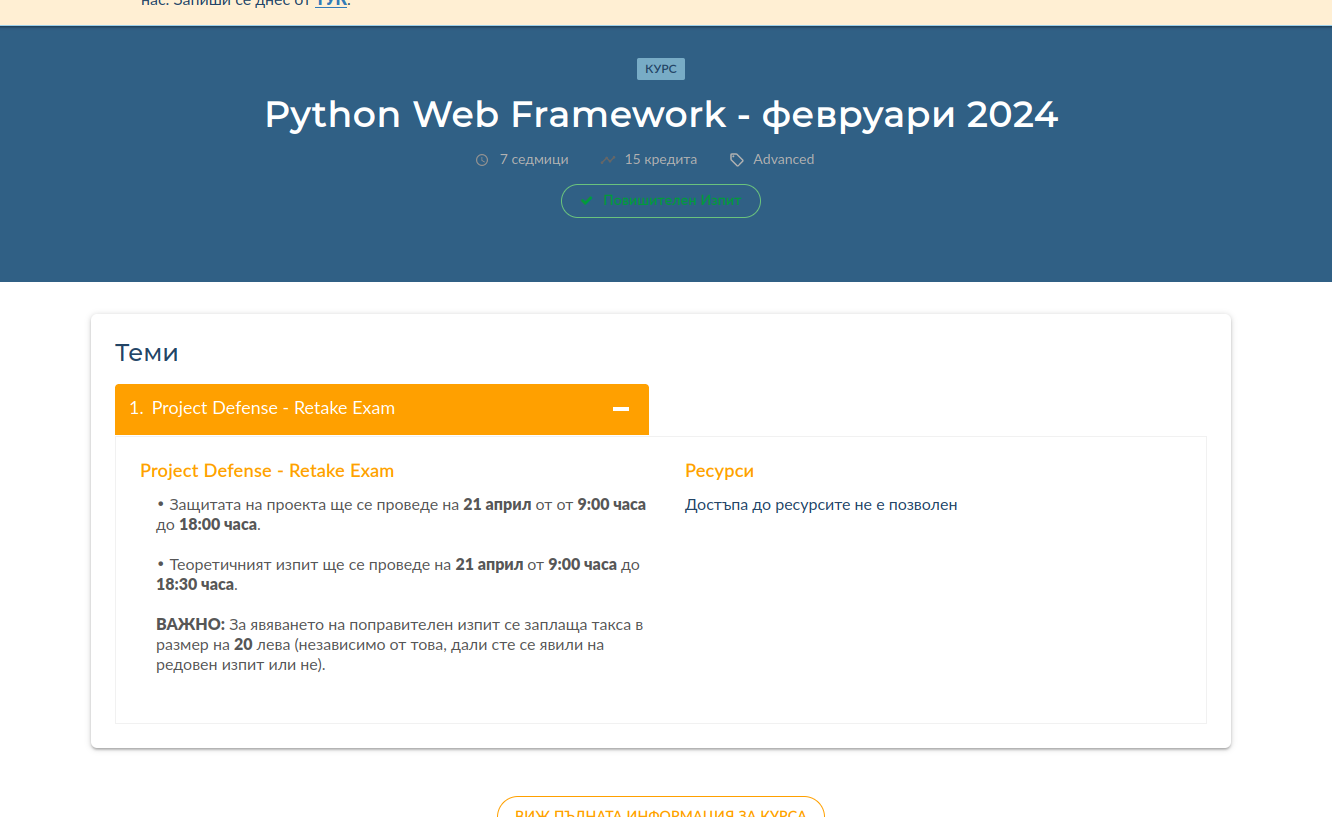 нас. Запиши се днес от ТУК.
КУРС
Python Web Framework - февруари 2024
7 седмици 15 кредита Advanced
Повишителен Изпит
Теми
1. Project Defense - Retake Exam
Project Defense - Retake Exam
• Защитата на проекта ще се проведе на 21 април от от 9:00 часа
до 18:00 часа.
• Теоретичният изпит ще се проведе на 21 април от 9:00 часа до
18:30 часа.
ВАЖНО: За явяването на поправителен изпит се заплаща такса в
размер на 20 лева (независимо от това, дали сте се явили на
редовен изпит или не).
Ресурси
Достъпа до ресурсите не е позволен
ВИЖ ПЪЛНАТА ИНФОРМАЦИЯ ЗА КУРСА